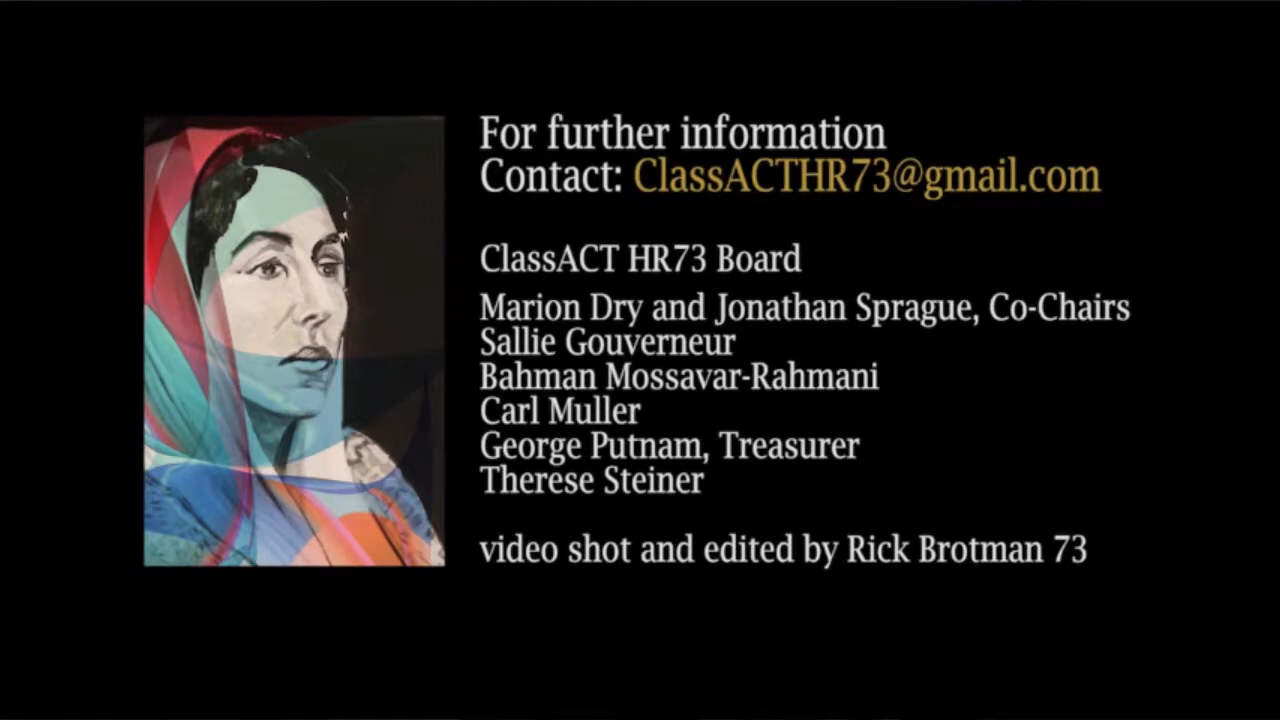 For further information
Contact: ClassACTHR73@gmail.com
ClassACT HR73 Board
Marion Dry and Jonathan Sprague, Co-Chairs
Sallie Gouverneur
Bahman Mossavar-Rahmani
Carl Muller
George Putnam, Treasurer
Therese Steiner
video shot and edited by Rick Brotman 73